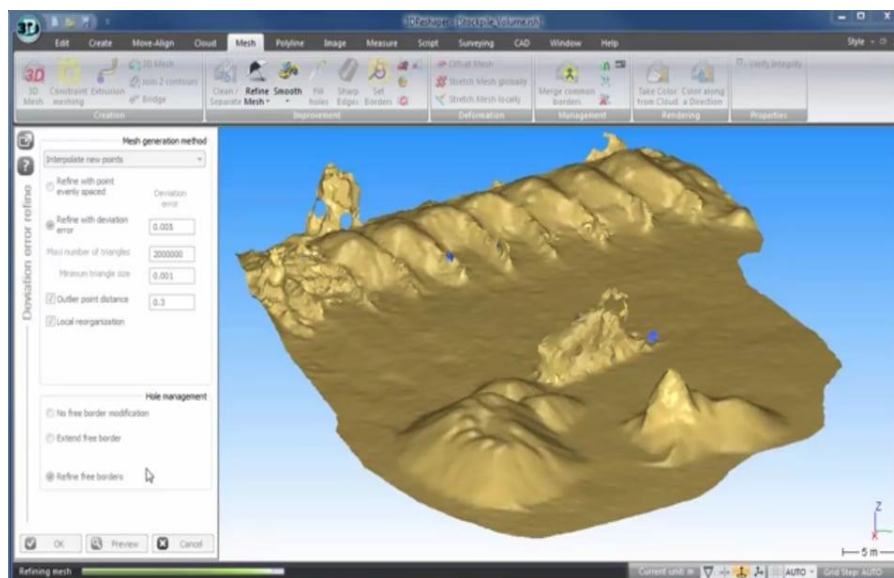 3DReshaper - [Stockpile_Volume.rsh]
3D
Edit Create Move-Align Cloud Mesh Polyline Image Measure Script Surveying CAD Window Help
Style
3D Mesh
Constraint meshing
Extrusion
3D Mesh
Join 2 contours
Bridge
Creation
Clean / Separate
Refine Mesh
Smooth
Fill holes
Sharp Edges
Set Borders
Improvement
Offset Mesh
Stretch Mesh globally
Stretch Mesh locally
Deformation
Merge common borders
Management
Take Color from Cloud
Color along a Direction
Rendering
Verify Integrity
Properties
Deviation error refine
Mesh generation method
Interpolate new points
Refine with point evenly spaced
Deviation error
Refine with deviation error
0.005
Maxi number of triangles
2000000
Minimum triangle size
0.001
Outlier point distance
0.3
Local reorganization
Hole management
No free border modification
Extend free border
Refine free borders
OK
Preview
Cancel
Z
X
5 m
Refining mesh
Current unit: m
AUTO
Grid Step: AUTO